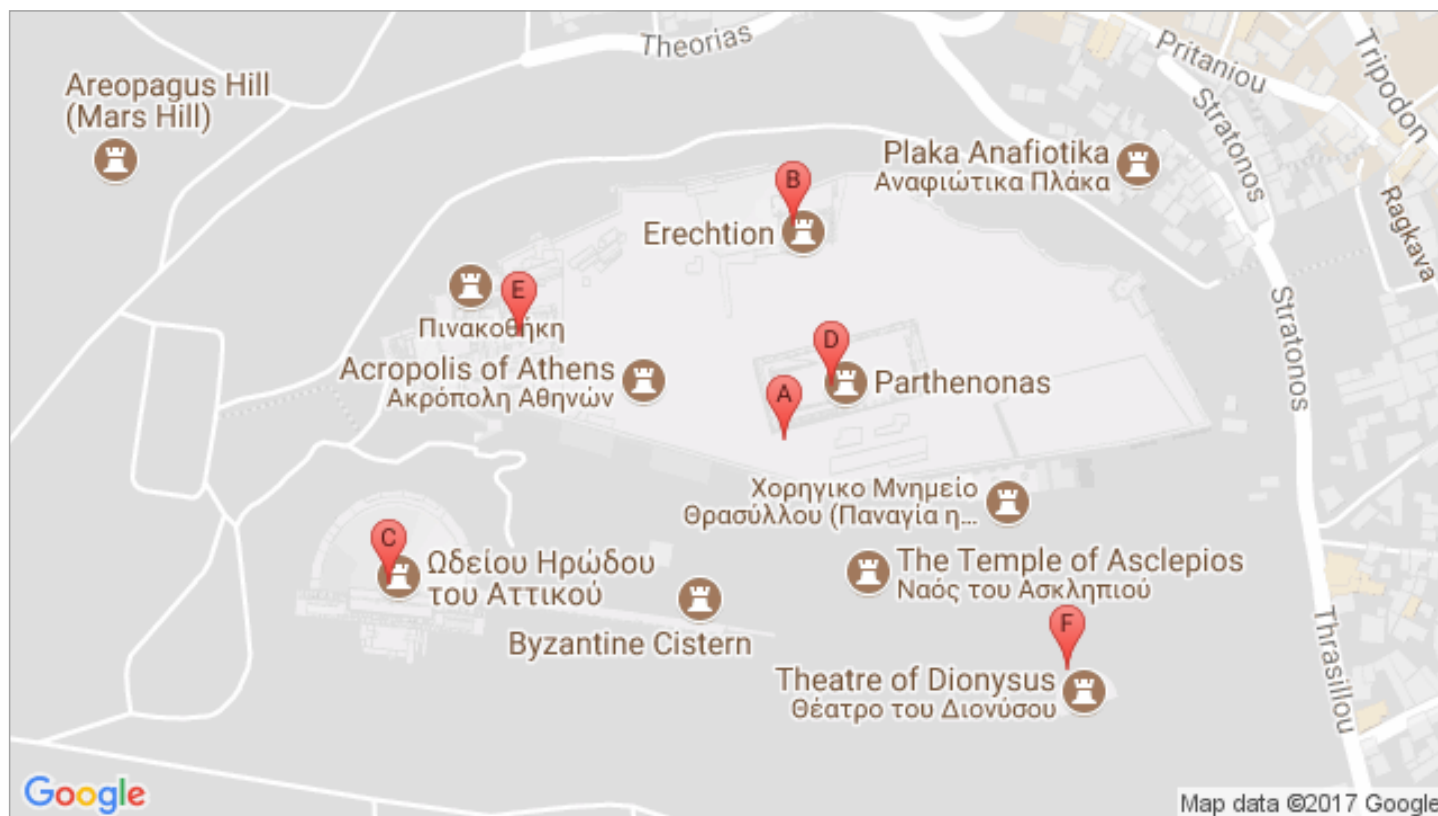 Theorias
Pritaniou
Tripodon
Areopagus Hill
(Mars Hill)
Stratonos
Plaka Anafiotika
Αναφιώτικα Πλάκα
B
Ragkava
Erechtion
E
Πινακοθήκη
Stratonos
D
Acropolis of Athens
Ακρόπολη Αθηνών
Parthenonas
A
Χορηγικο Μνημείο
Θρασύλλου (Παναγία η...
C
Ωδείου Ηρώδου
του Αττικού
The Temple of Asclepios
Ναός του Ασκληπιού
Byzantine Cistern
F
Thrasillou
Theatre of Dionysus
Θέατρο του Διονύσου
Google
Map data ©2017 Google